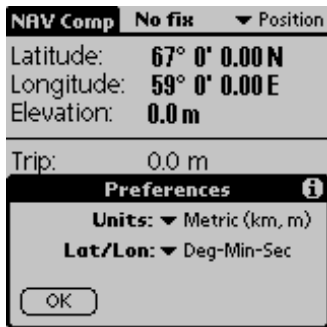 NAV Comp No fix Position
Latitude: 67° 0' 0.00 N
Longitude: 59° 0' 0.00 E
Elevation: 0.0 m
Trip: 0.0 m
Preferences i
Units: Metric (km, m)
Lat/Lon: Deg-Min-Sec
OK